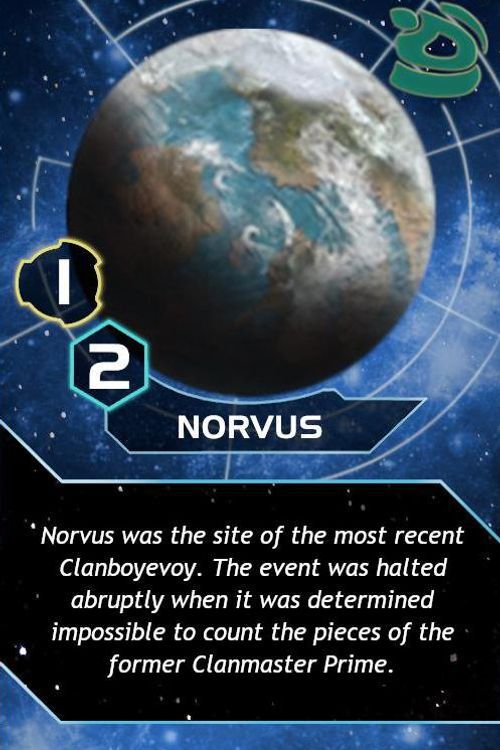 1
2
NORVUS
Norvus was the site of the most recent
Clanboyevoy. The event was halted
abruptly when it was determined
impossible to count the pieces of the
former Clanmaster Prime.